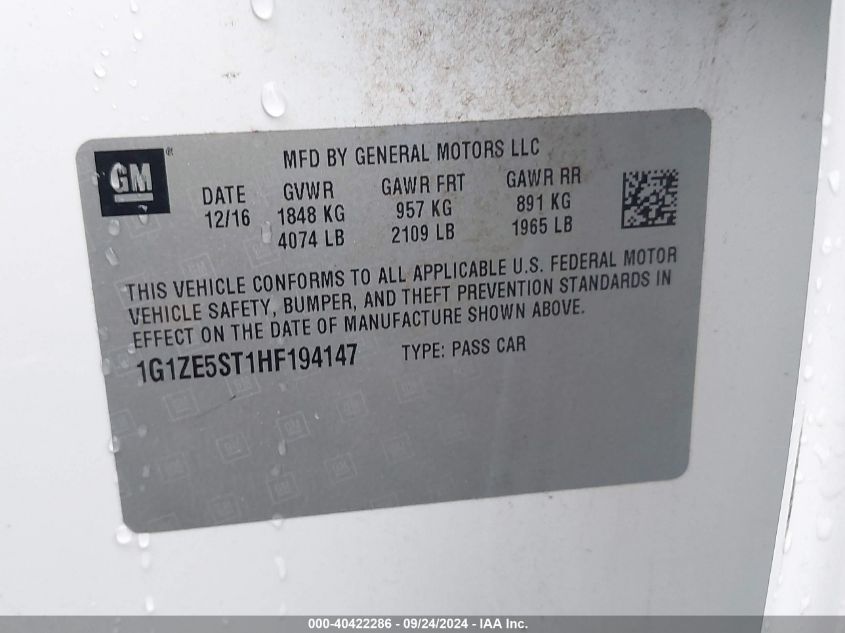 GM ®
MFD BY GENERAL MOTORS LLC
DATE GVWR GAWR FRT GAWR RR
12/16 1848 KG 957 KG 891 KG
4074 LB 2109 LB 1965 LB
THIS VEHICLE CONFORMS TO ALL APPLICABLE U.S. FEDERAL MOTOR
VEHICLE SAFETY, BUMPER, AND THEFT PREVENTION STANDARDS IN
EFFECT ON THE DATE OF MANUFACTURE SHOWN ABOVE.
1G1ZE5ST1HF194147 TYPE: PASS CAR
000-40422286 - 09/24/2024 - IAA Inc.